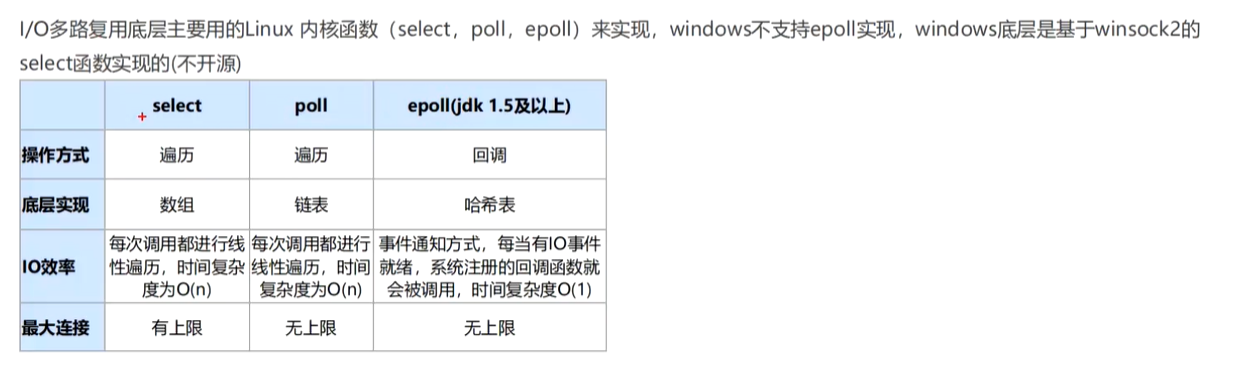 I/O多路复用底层主要用的Linux 内核函数（select，poll，epoll）来实现，windows不支持epoll实现，windows底层是基于winsock2的
select函数实现的(不开源)
select poll epoll(jdk 1.5及以上)
操作方式 遍历 遍历 回调
底层实现 数组 链表 哈希表
IO效率 每次调用都进行线性遍历，时间复杂度为O(n) 每次调用都进行线性遍历，时间复杂度为O(n) 事件通知方式，每当有IO事件就绪，系统注册的回调函数就会被调用，时间复杂度O(1)
最大连接 有上限 无上限 无上限